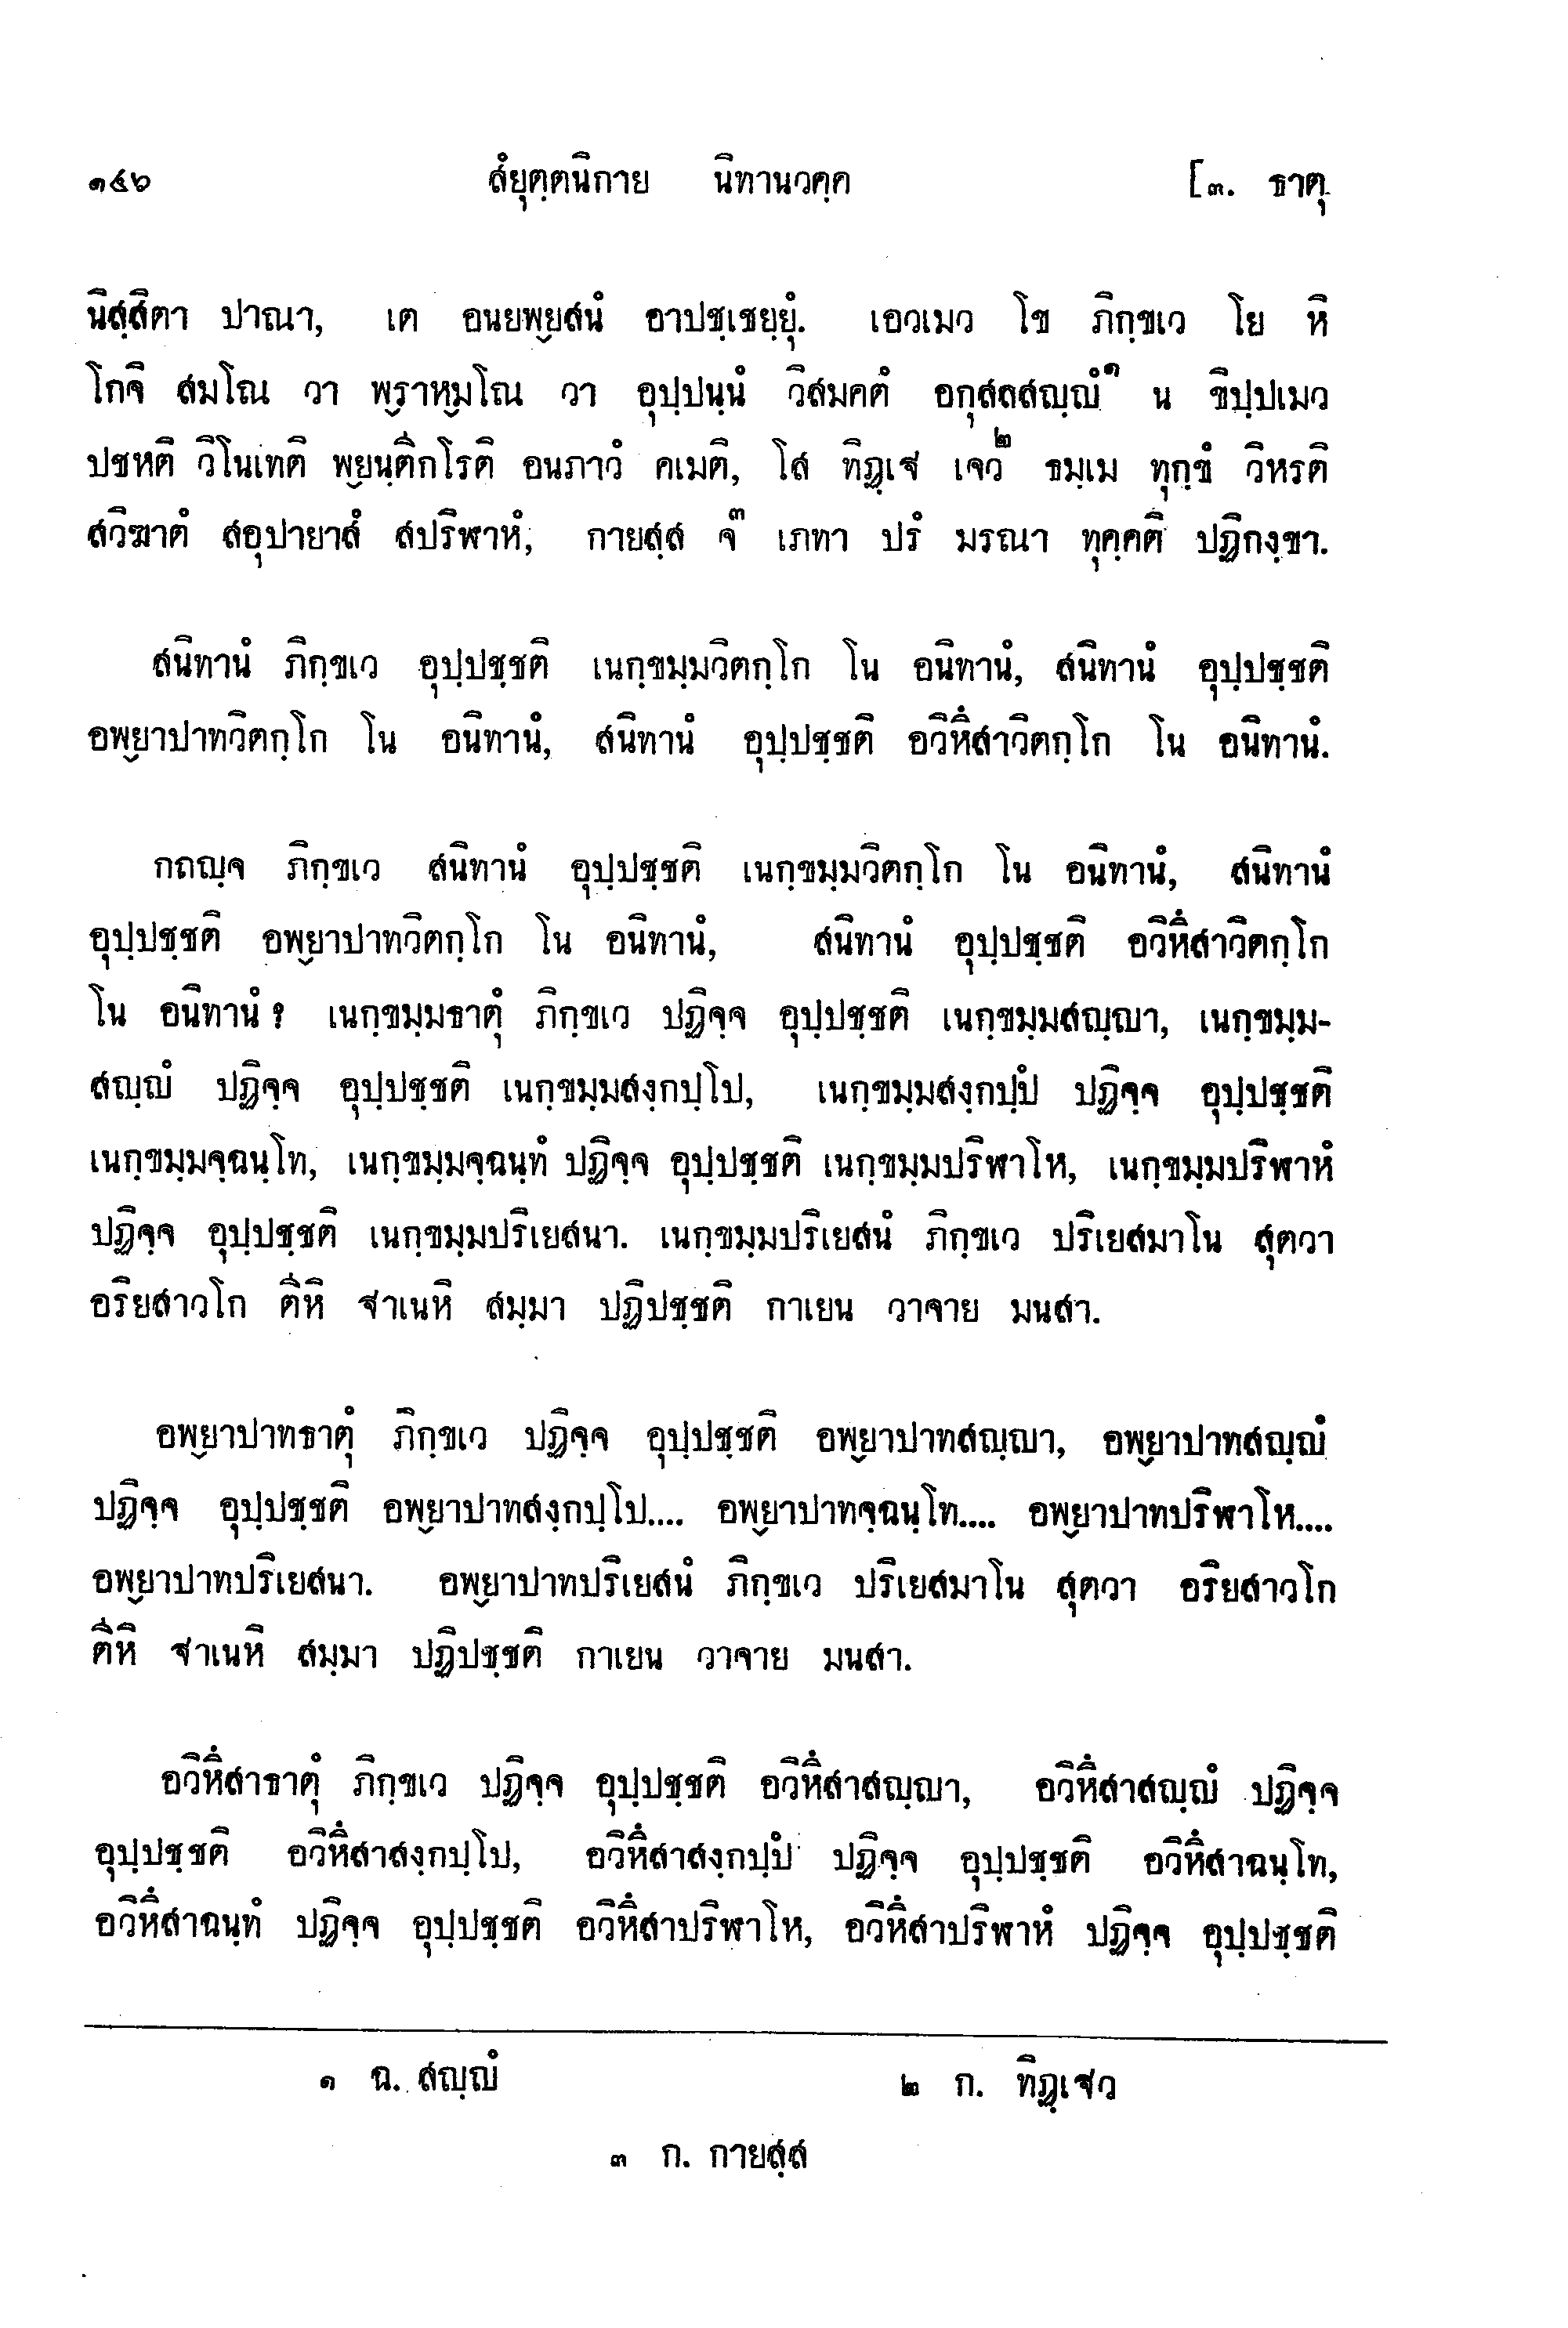 ๑๔๖ สํยุตฺตนิกาย นิทานวคฺค [๓. ธาตุ
นิสฺสิตา ปาณา, เต อนยพฺยสนํ อาปชฺเชยฺยุํ. เอวเมว โข ภิกฺขเว โย หิ
โกจิ สมโณ วา พฺราหฺมโณ วา อุปฺปนฺนํ วิสมคตํ อกุสลสญฺญํ๑ น ขิปฺปเมว
ปชหติ วิโนเทติ พฺยนฺตึกโรติ อนภาวํ คเมติ, โส ทิฏฺเฐ เจว๒ ธมฺเม ทุกฺขํ วิหรติ
สวิฆาตํ สอุปายาสํ สปริฬาหํ, กายสฺส จ๓ เภทา ปรํ มรณา ทุคฺคติ ปฏิกงฺขา.
สนิทานํ ภิกฺขเว อุปฺปชฺชติ เนกฺขมฺมวิตกฺโก โน อนิทานํ, สนิทานํ อุปฺปชฺชติ
อพฺยาปาทวิตกฺโก โน อนิทานํ, สนิทานํ อุปฺปชฺชติ อวิหึสาวิตกฺโก โน อนิทานํ.
กถญฺจ ภิกฺขเว สนิทานํ อุปฺปชฺชติ เนกฺขมฺมวิตกฺโก โน อนิทานํ, สนิทานํ
อุปฺปชฺชติ อพฺยาปาทวิตกฺโก โน อนิทานํ, สนิทานํ อุปฺปชฺชติ อวิหึสาวิตกฺโก
โน อนิทานํ ? เนกฺขมฺมธาตุํ ภิกฺขเว ปฏิจฺจ อุปฺปชฺชติ เนกฺขมฺมสญฺญา, เนกฺขมฺม-
สญฺญํ ปฏิจฺจ อุปฺปชฺชติ เนกฺขมฺมสงฺกปฺโป, เนกฺขมฺมสงฺกปฺปํ ปฏิจฺจ อุปฺปชฺชติ
เนกฺขมฺมจฺฉนฺโท, เนกฺขมฺมจฺฉนฺทํ ปฏิจฺจ อุปฺปชฺชติ เนกฺขมฺมปริฬาโห, เนกฺขมฺมปริฬาหํ
ปฏิจฺจ อุปฺปชฺชติ เนกฺขมฺมปริเยสนา. เนกฺขมฺมปริเยสนํ ภิกฺขเว ปริเยสมาโน สุตวา
อริยสาวโก ตีหิ ฐาเนหิ สมฺมา ปฏิปชฺชติ กาเยน วาจาย มนสา.
อพฺยาปาทธาตุํ ภิกฺขเว ปฏิจฺจ อุปฺปชฺชติ อพฺยาปาทสญฺญา, อพฺยาปาทสญฺญํ
ปฏิจฺจ อุปฺปชฺชติ อพฺยาปาทสงฺกปฺโป.... อพฺยาปาทจฺฉนฺโท.... อพฺยาปาทปริฬาโห....
อพฺยาปาทปริเยสนา. อพฺยาปาทปริเยสนํ ภิกฺขเว ปริเยสมาโน สุตวา อริยสาวโก
ตีหิ ฐาเนหิ สมฺมา ปฏิปชฺชติ กาเยน วาจาย มนสา.
อวิหึสาธาตุํ ภิกฺขเว ปฏิจฺจ อุปฺปชฺชติ อวิหึสาสญฺญา, อวิหึสาสญฺญํ ปฏิจฺจ
อุปฺปชฺชติ อวิหึสาสงฺกปฺโป, อวิหึสาสงฺกปฺปํ ปฏิจฺจ อุปฺปชฺชติ อวิหึสาฉนฺโท,
อวิหึสาฉนฺทํ ปฏิจฺจ อุปฺปชฺชติ อวิหึสาปริฬาโห, อวิหึสาปริฬาหํ ปฏิจฺจ อุปฺปชฺชติ
๑ ฉ. สญฺญํ ๒ ก. ทิฏฺเฐว
๓ ก. กายสฺส